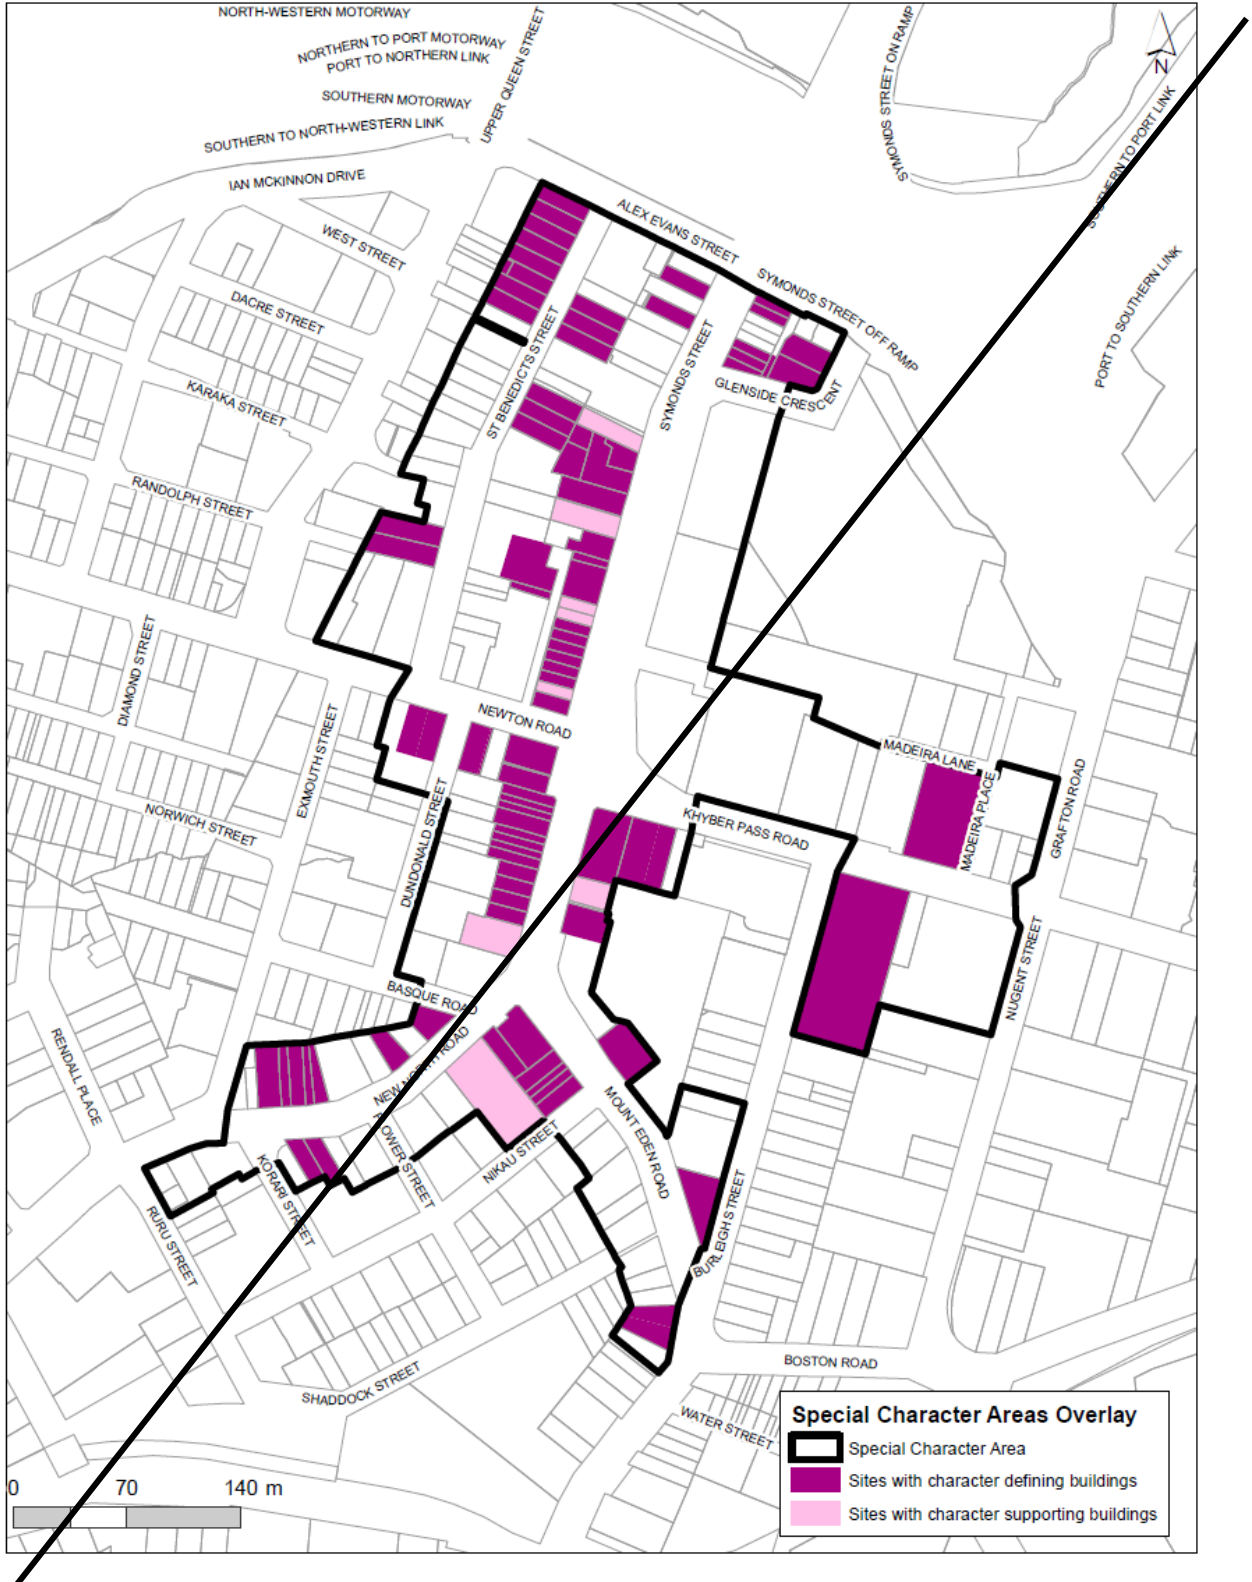 NORTH-WESTERN MOTORWAY
NORTHERN TO PORT MOTORWAY
PORT TO NORTHERN LINK
SOUTHERN MOTORWAY
SOUTHERN TO NORTH-WESTERN LINK
UPPER QUEEN STREET
SYMONDS STREET ON RAMP
N
SOUTHERN TO PORT LINK
IAN MCKINNON DRIVE
WEST STREET
ALEX EVANS STREET
SYMONDS STREET OFF RAMP
PORT TO SOUTHERN LINK
DACRE STREET
ST BENEDICTS STREET
SYMONDS STREET
GLENSIDE CRESCENT
KARAKA STREET
RANDOLPH STREET
DIAMOND STREET
EXMOUTH STREET
NEWTON ROAD
MADEIRA LANE
MADEIRA PLACE
GRAFTON ROAD
NORWICH STREET
DUNDONALD STREET
KHYBER PASS ROAD
NUGENT STREET
BASQUE ROAD
RENDALL PLACE
NEW NORTH ROAD
FLOWER STREET
NIKAU STREET
MOUNT EDEN ROAD
KORARI STREET
RURU STREET
BURLEIGH STREET
BOSTON ROAD
SHADDOCK STREET
WATER STREET
Special Character Areas Overlay
Special Character Area
Sites with character defining buildings
Sites with character supporting buildings
0 70 140 m